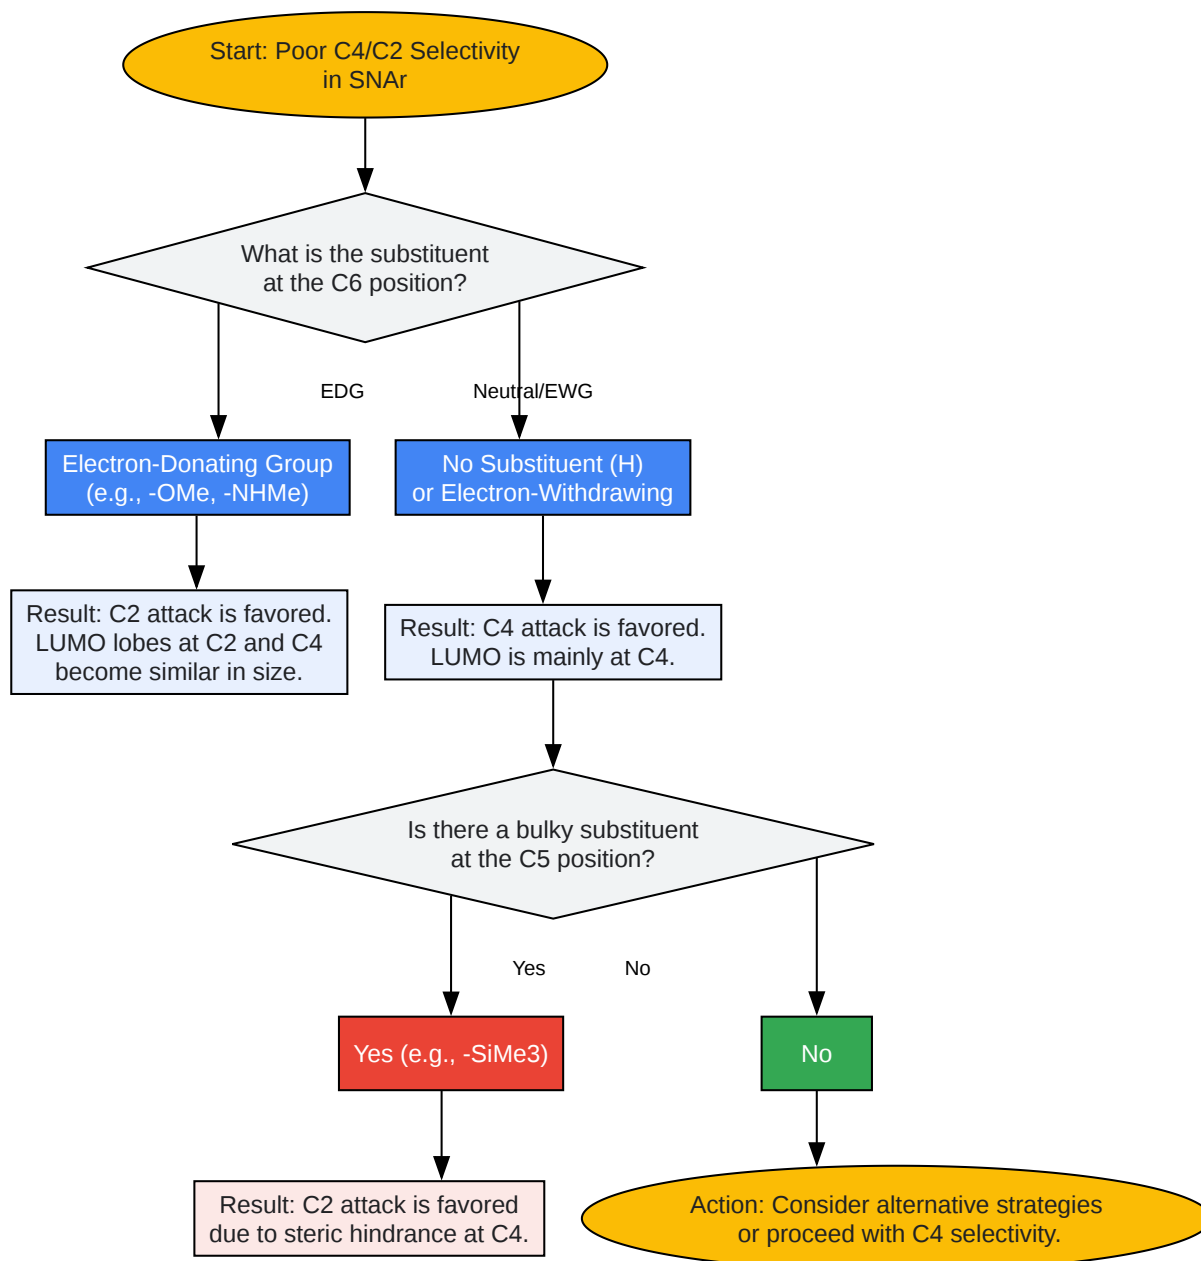 Start: Poor C4/C2 Selectivity
in SNAr
What is the substituent
at the C6 position?
EDG
Neutral/EWG
Electron-Donating Group
(e.g., -OMe, -NHMe)
No Substituent (H)
or Electron-Withdrawing
Result: C2 attack is favored.
LUMO lobes at C2 and C4
become similar in size.
Result: C4 attack is favored.
LUMO is mainly at C4.
Is there a bulky substituent
at the C5 position?
Yes
No
Yes (e.g., -SiMe3)
No
Result: C2 attack is favored
due to steric hindrance at C4.
Action: Consider alternative strategies
or proceed with C4 selectivity.